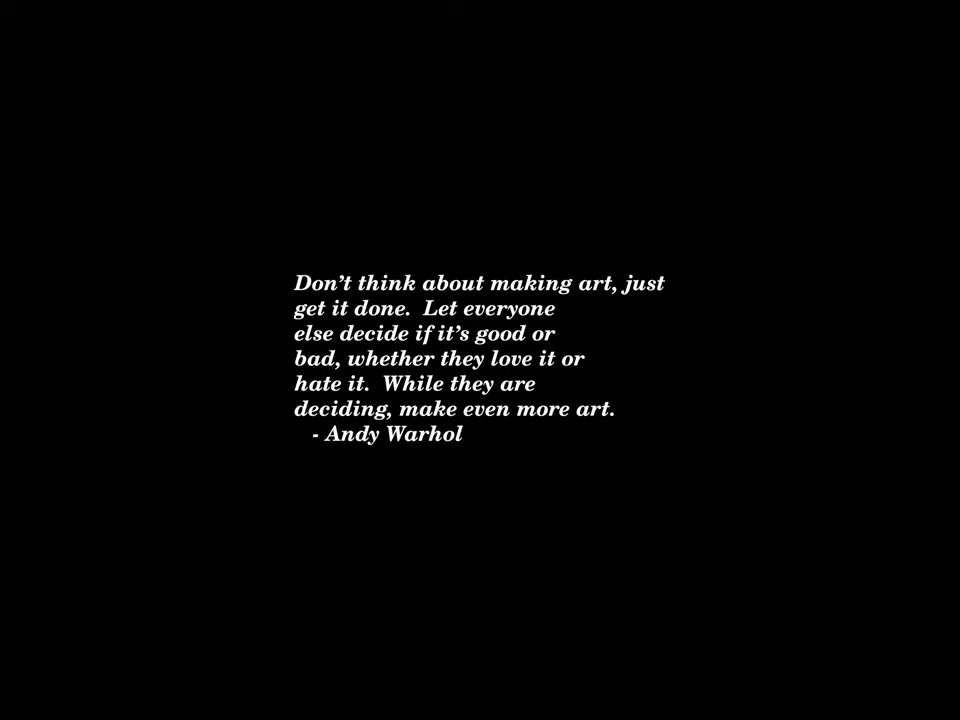 Don’t think about making art, just
get it done.  Let everyone
else decide if it’s good or
bad, whether they love it or
hate it.  While they are
deciding, make even more art.
- Andy Warhol